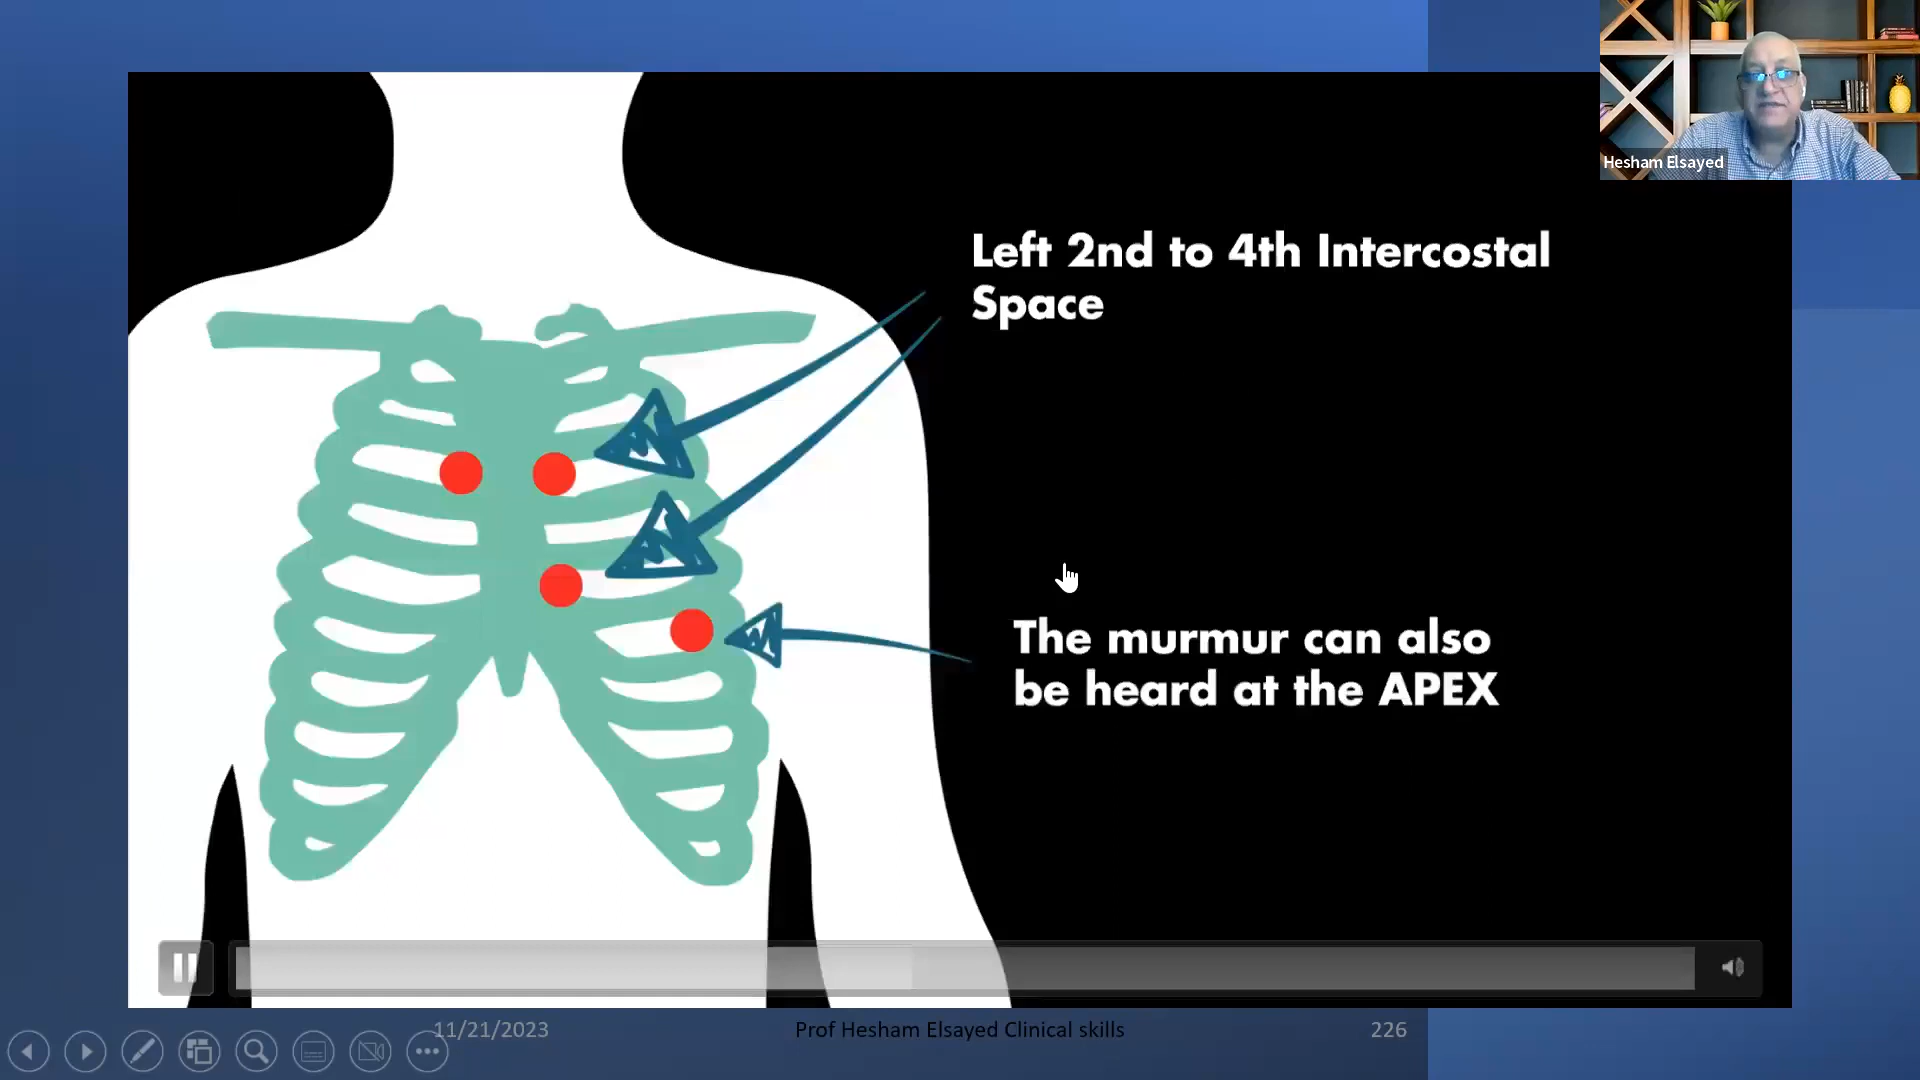 Hesham Elsayed
Left 2nd to 4th Intercostal
Space
The murmur can also
be heard at the APEX
11/21/2023
Prof Hesham Elsayed Clinical skills
226